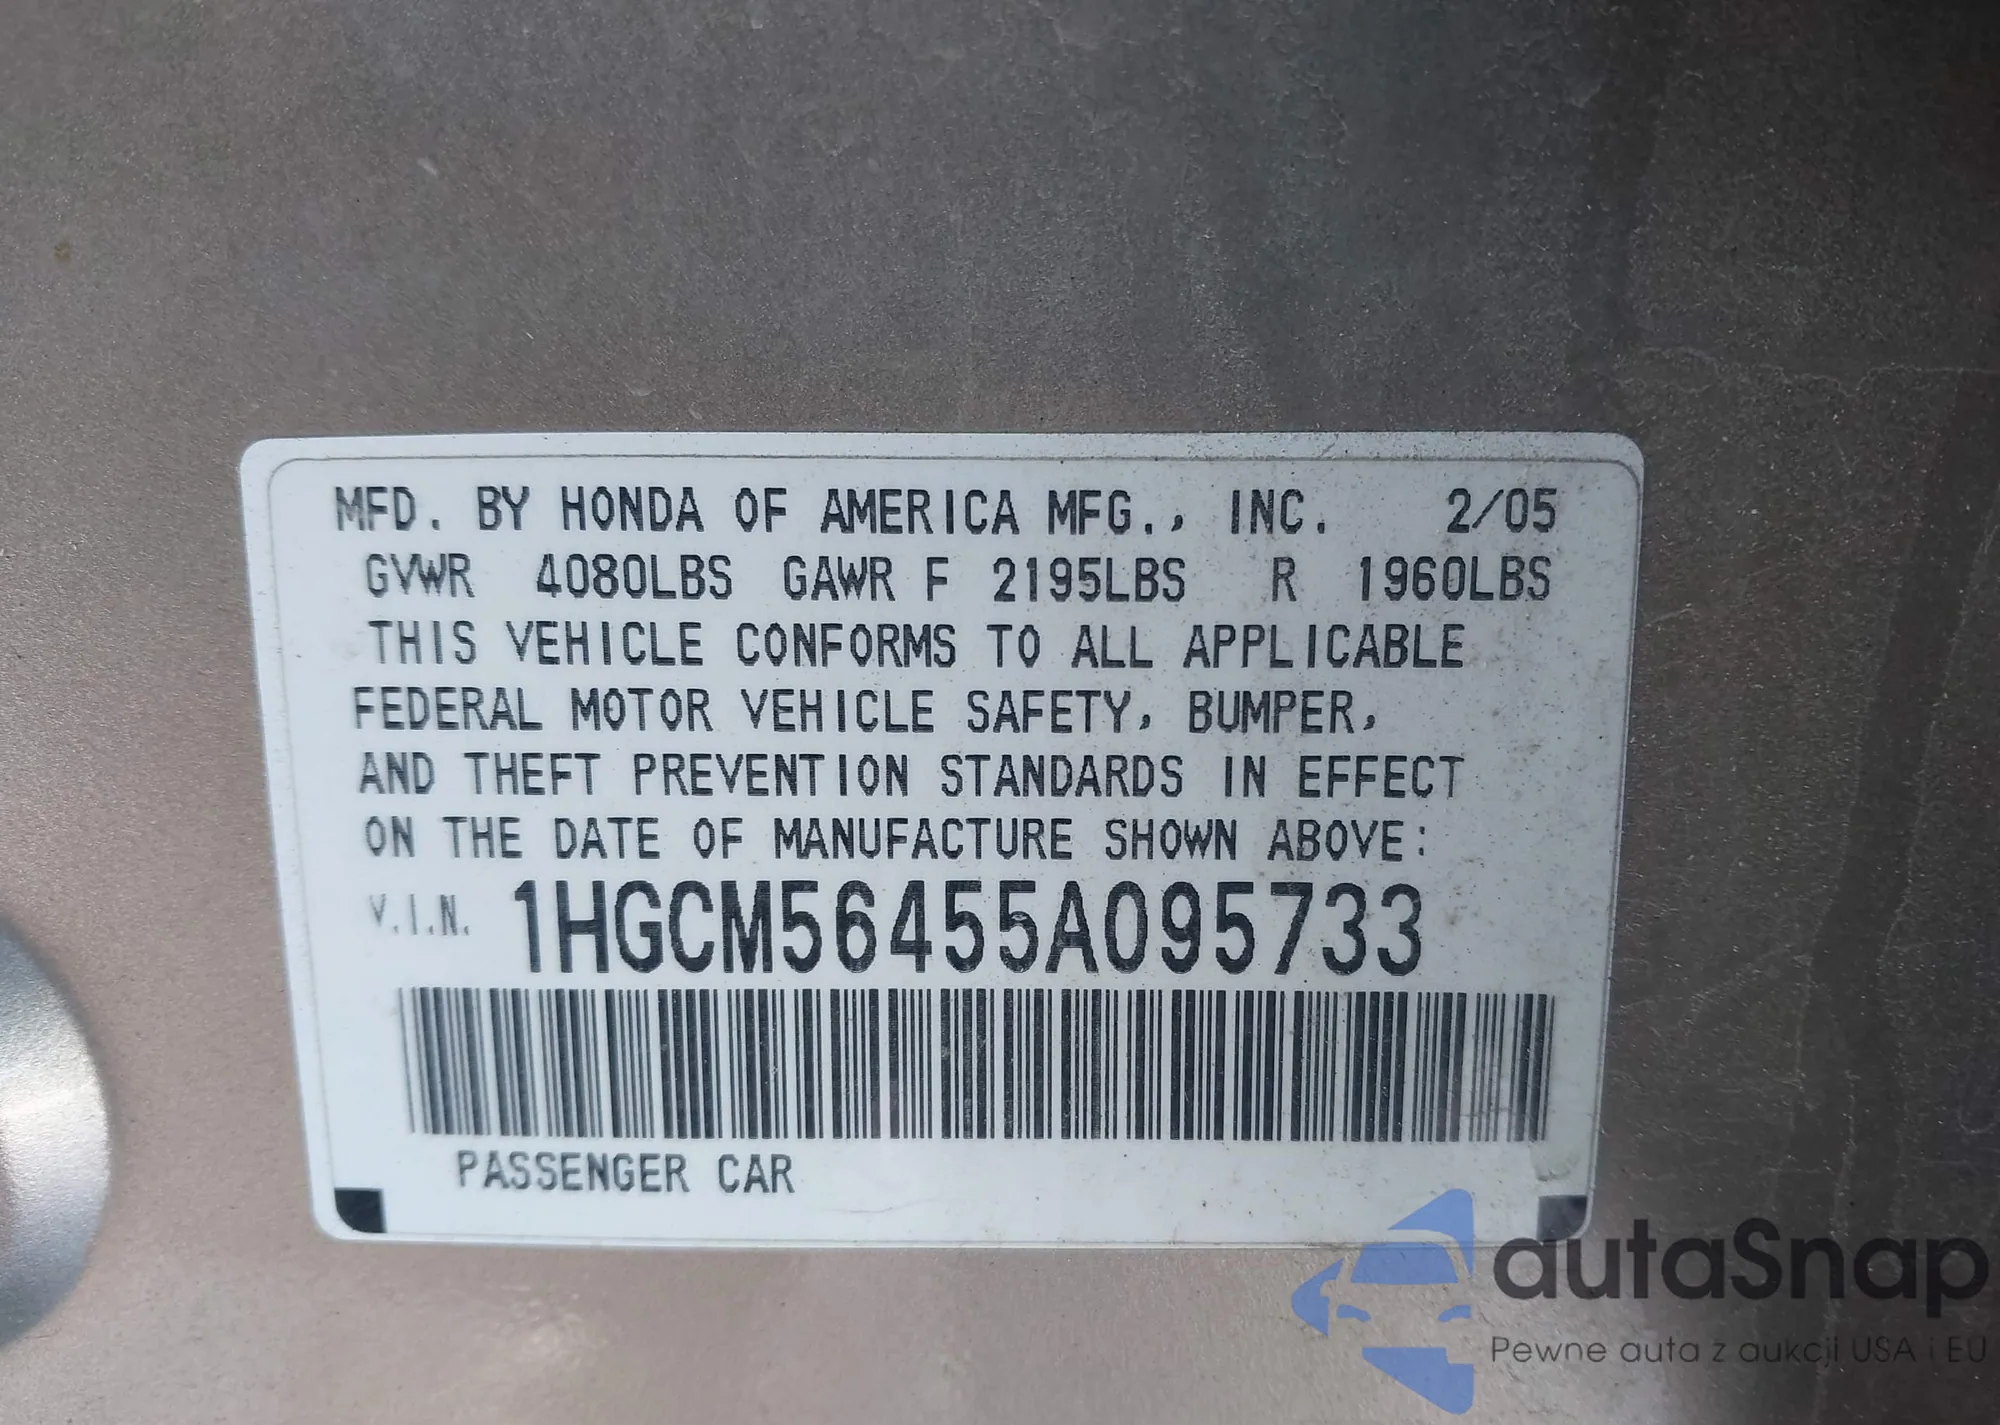 MFD. BY HONDA OF AMERICA MFG., INC. 2/05
GVWR 4080LBS GAWR F 2195LBS R 1960LBS
THIS VEHICLE CONFORMS TO ALL APPLICABLE
FEDERAL MOTOR VEHICLE SAFETY, BUMPER,
AND THEFT PREVENTION STANDARDS IN EFFECT
ON THE DATE OF MANUFACTURE SHOWN ABOVE:
V.I.N. 1HGCM56455A095733
PASSENGER CAR
autaSnap
Pewne auta z aukcji USA i EU